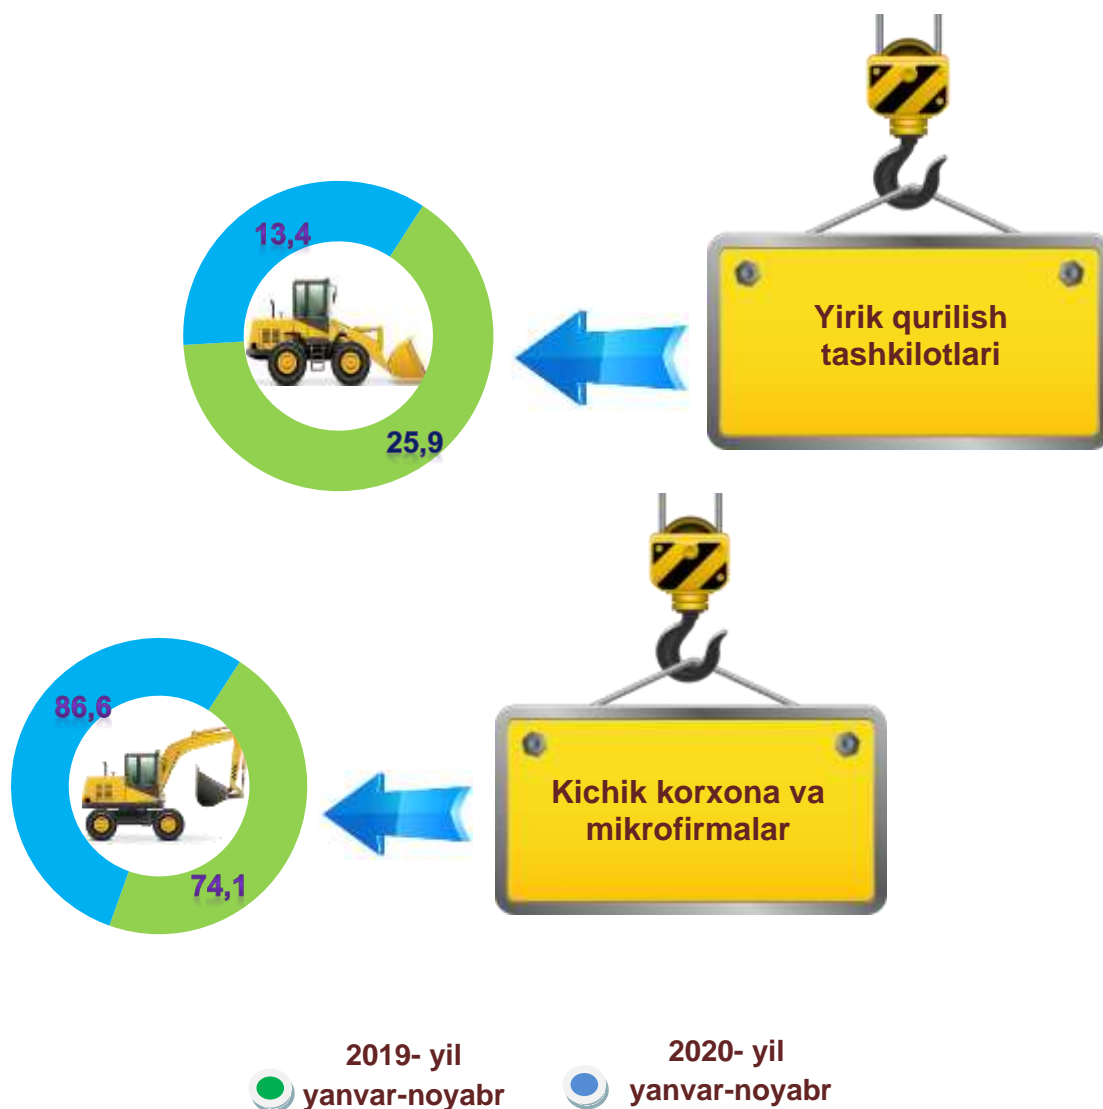 13,4
Yirik qurilish
tashkilotlari
25,9
86,6
Kichik korxona va
mikrofirmalar
74,1
2019- yil
yanvar-noyabr
2020- yil
yanvar-noyabr